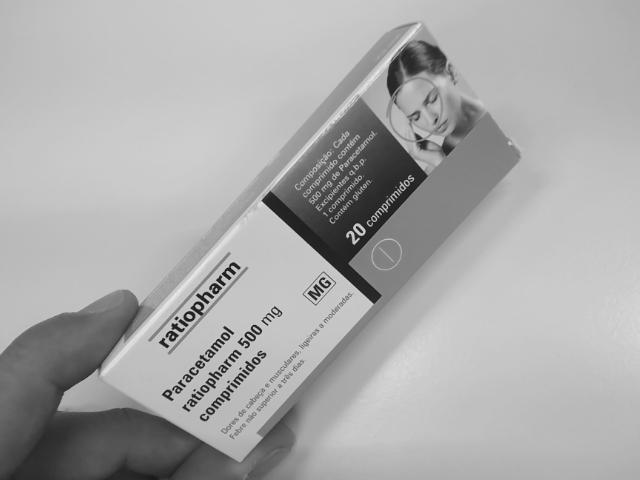 ratiopharm
Paracetamol
ratiopharm 500 mg
comprimidos
MG
Dores de cabeça e musculares, ligeiras a moderadas.
Febre não superior a três dias.
Composição: Cada
comprimido contém
500 mg de Paracetamol.
Excipientes q.b.p.
1 comprimido.
Contém glúten.
20 comprimidos